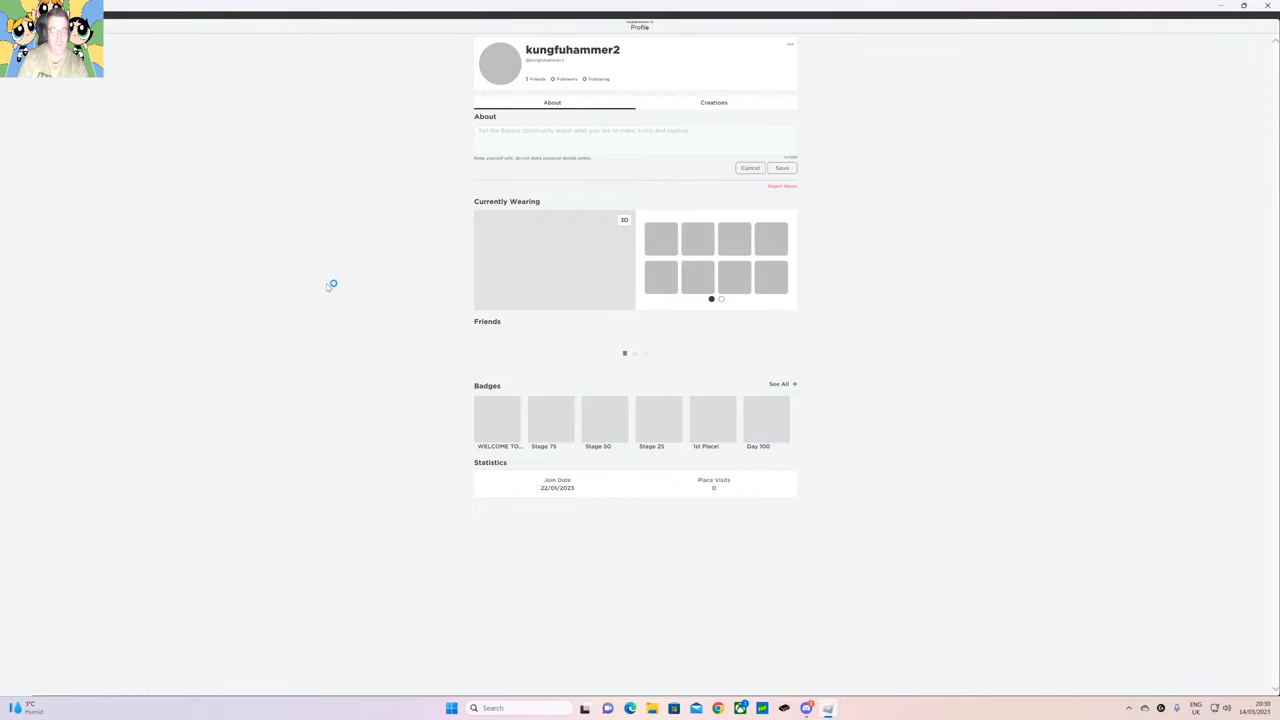 Profile
kungfuhammer2
@kungfuhammer2
1 Friends 0 Followers 0 Following
About Creations
About
Tell the Roblox community about what you like to make, build, and explore
Keep yourself safe, do not share personal details online.
Cancel Save
Report Abuse
Currently Wearing
3D
Friends
Badges See All →
WELCOME TO... Stage 75 Stage 50 Stage 25 1st Place! Day 100
Statistics
Join Date Place Visits
22/01/2023 0
Humid
Search
ENG 20:30
UK 14/03/2023